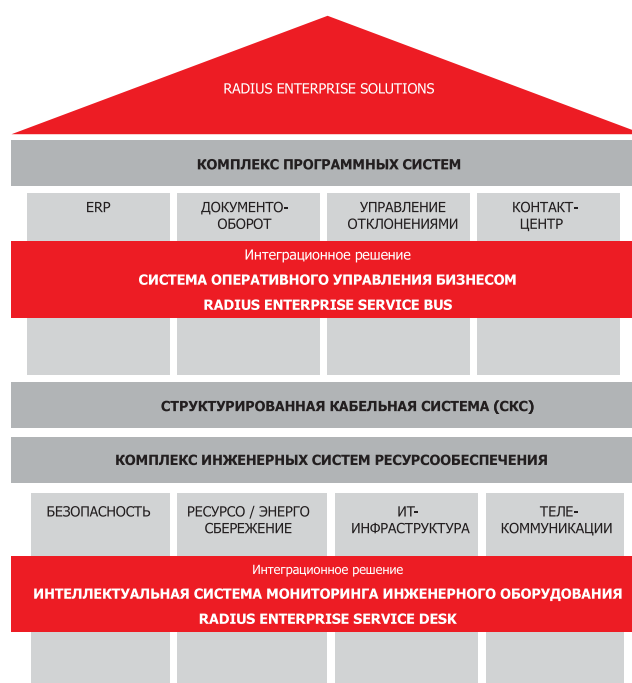 RADIUS ENTERPRISE SOLUTIONS
КОМПЛЕКС ПРОГРАММНЫХ СИСТЕМ
ERP
ДОКУМЕНТО-
ОБОРОТ
УПРАВЛЕНИЕ
ОТКЛОНЕНИЯМИ
КОНТАКТ-
ЦЕНТР
Интеграционное решение
СИСТЕМА ОПЕРАТИВНОГО УПРАВЛЕНИЯ БИЗНЕСОМ
RADIUS ENTERPRISE SERVICE BUS
СТРУКТУРИРОВАННАЯ КАБЕЛЬНАЯ СИСТЕМА (СКС)
КОМПЛЕКС ИНЖЕНЕРНЫХ СИСТЕМ РЕСУРСООБЕСПЕЧЕНИЯ
БЕЗОПАСНОСТЬ
РЕСУРСО / ЭНЕРГО
СБЕРЕЖЕНИЕ
ИТ-
ИНФРАСТРУКТУРА
ТЕЛЕ-
КОММУНИКАЦИИ
Интеграционное решение
ИНТЕЛЛЕКТУАЛЬНАЯ СИСТЕМА МОНИТОРИНГА ИНЖЕНЕРНОГО ОБОРУДОВАНИЯ
RADIUS ENTERPRISE SERVICE DESK